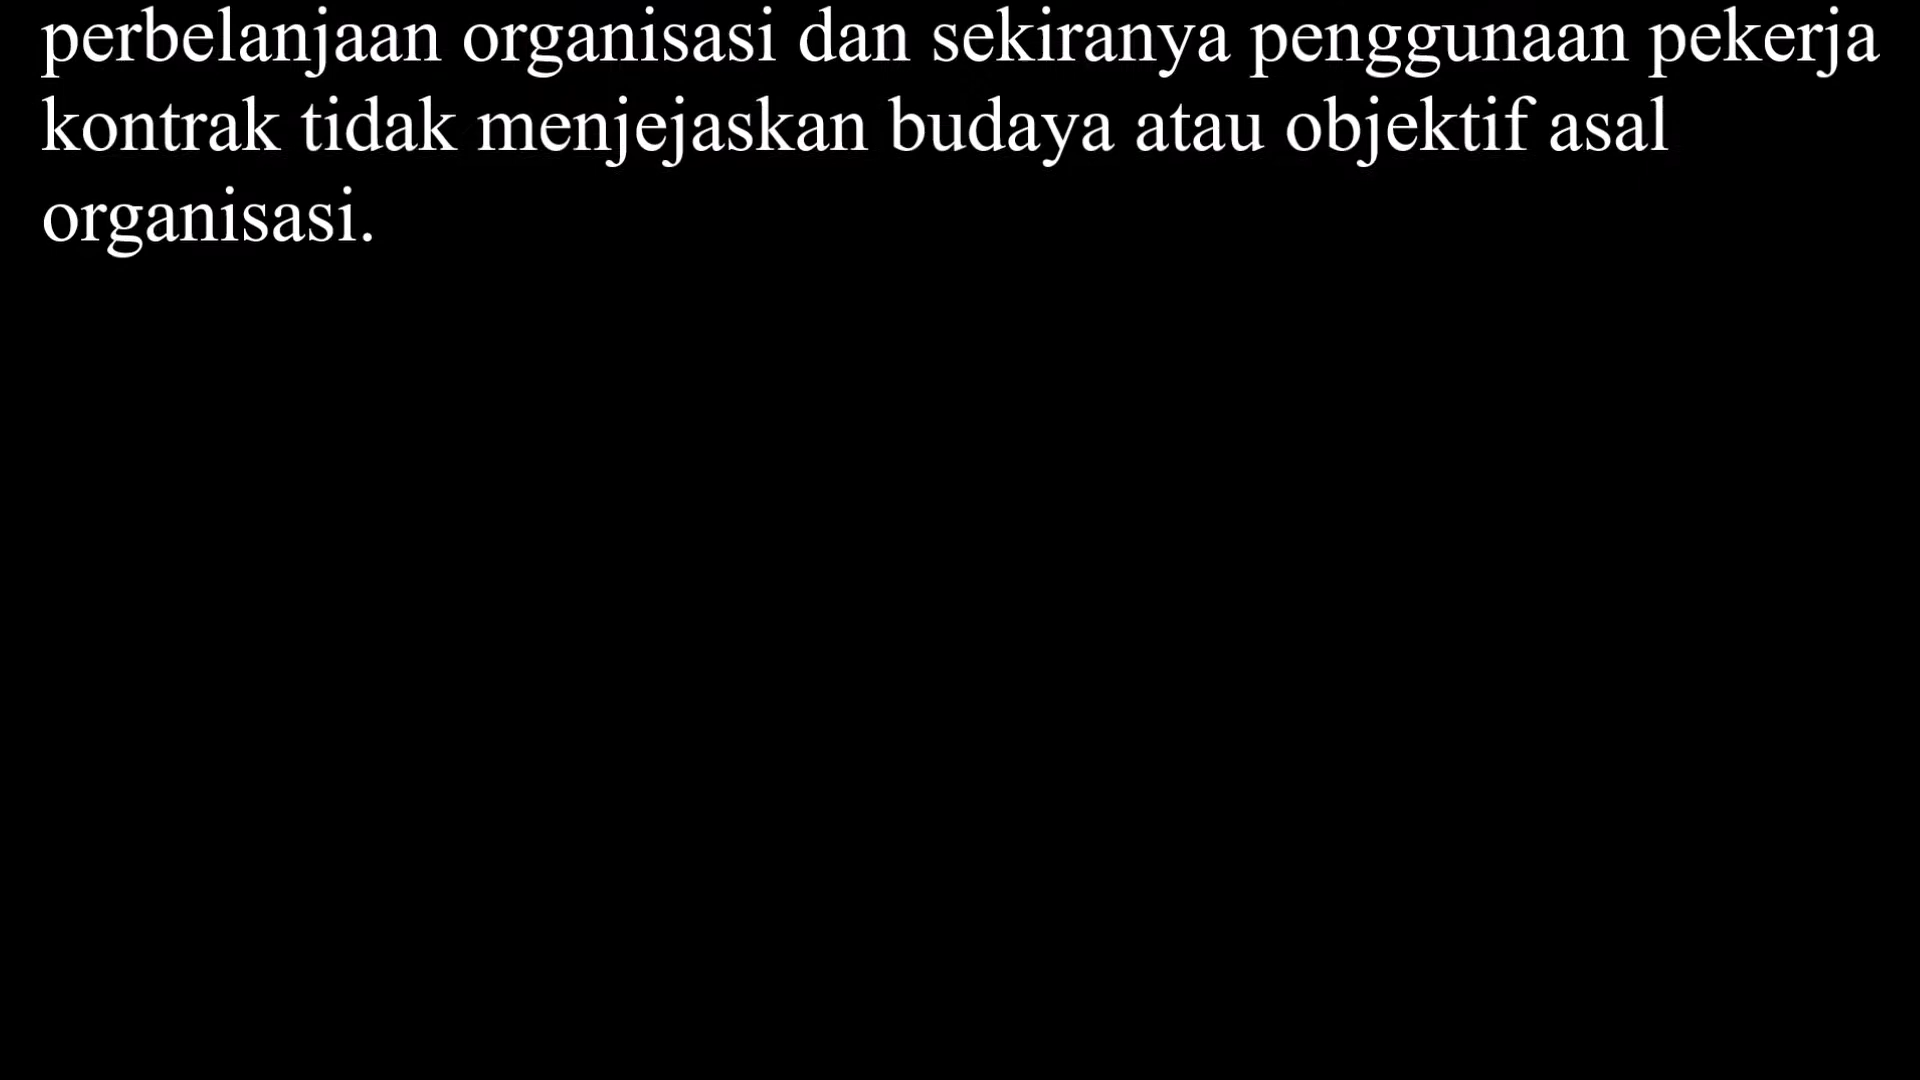 perbelanjaan organisasi dan sekiranya penggunaan pekerja
kontrak tidak menjejaskan budaya atau objektif asal
organisasi.